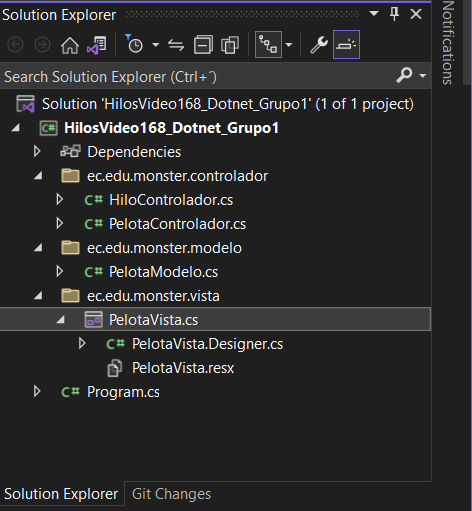 Solution Explorer
Search Solution Explorer (Ctrl+´)
Solution 'HilosVideo168_Dotnet_Grupo1' (1 of 1 project)
HilosVideo168_Dotnet_Grupo1
Dependencies
ec.edu.monster.controlador
HiloControlador.cs
PelotaControlador.cs
ec.edu.monster.modelo
PelotaModelo.cs
ec.edu.monster.vista
PelotaVista.cs
PelotaVista.Designer.cs
PelotaVista.resx
Program.cs
Solution Explorer Git Changes
Notifications